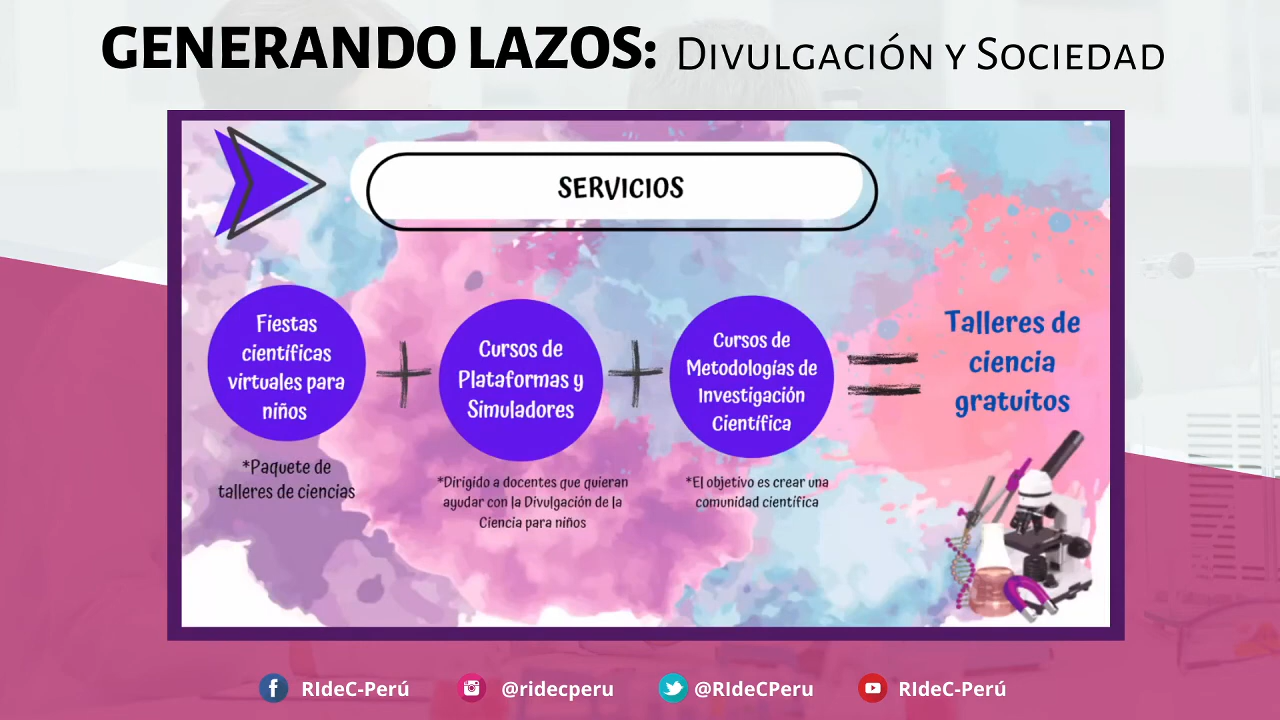 GENERANDO LAZOS: Divulgación y Sociedad
SERVICIOS
Fiestas
científicas
virtuales para
niños
*Paquete de
talleres de ciencias
+
Cursos de
Plataformas y
Simuladores
*Dirigido a docentes que quieran
ayudar con la Divulgación de la
Ciencia para niños
+
Cursos de
Metodologías de
Investigación
Científica
*El objetivo es crear una
comunidad científica
=
Talleres de
ciencia
gratuitos
RIdeC-Perú
@ridecperu
@RIdeCPeru
RIdeC-Perú